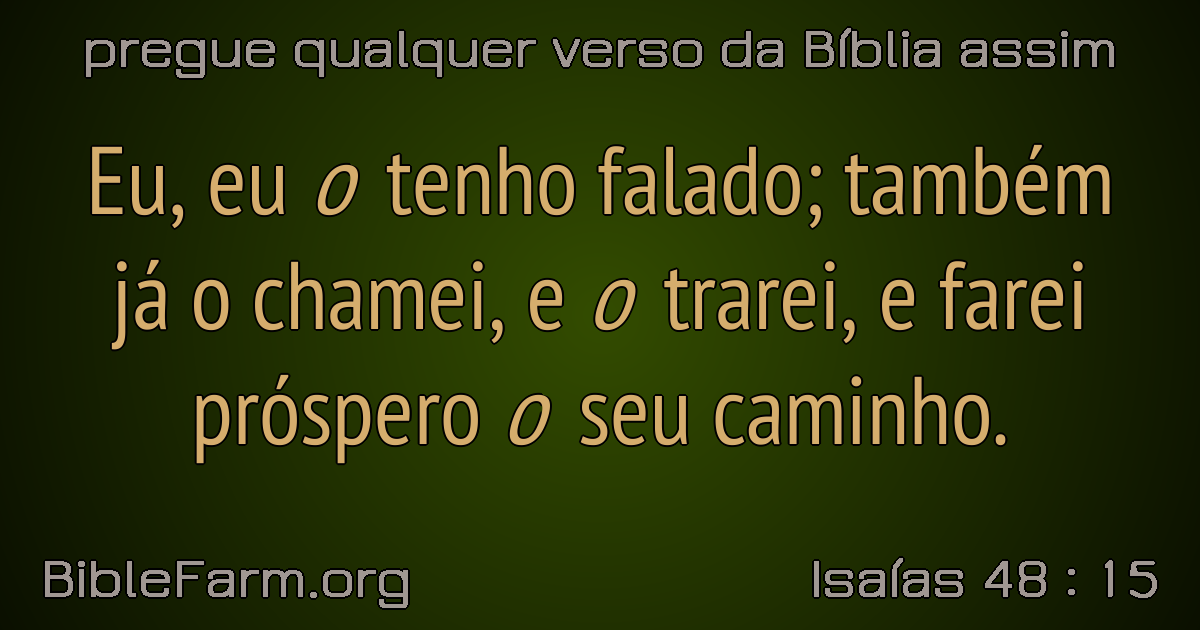 pregue qualquer verso da Bíblia assim
Eu, eu o tenho falado; também
já o chamei, e o trarei, e farei
próspero o seu caminho.
BibleFarm.org
Isaías 48 : 15